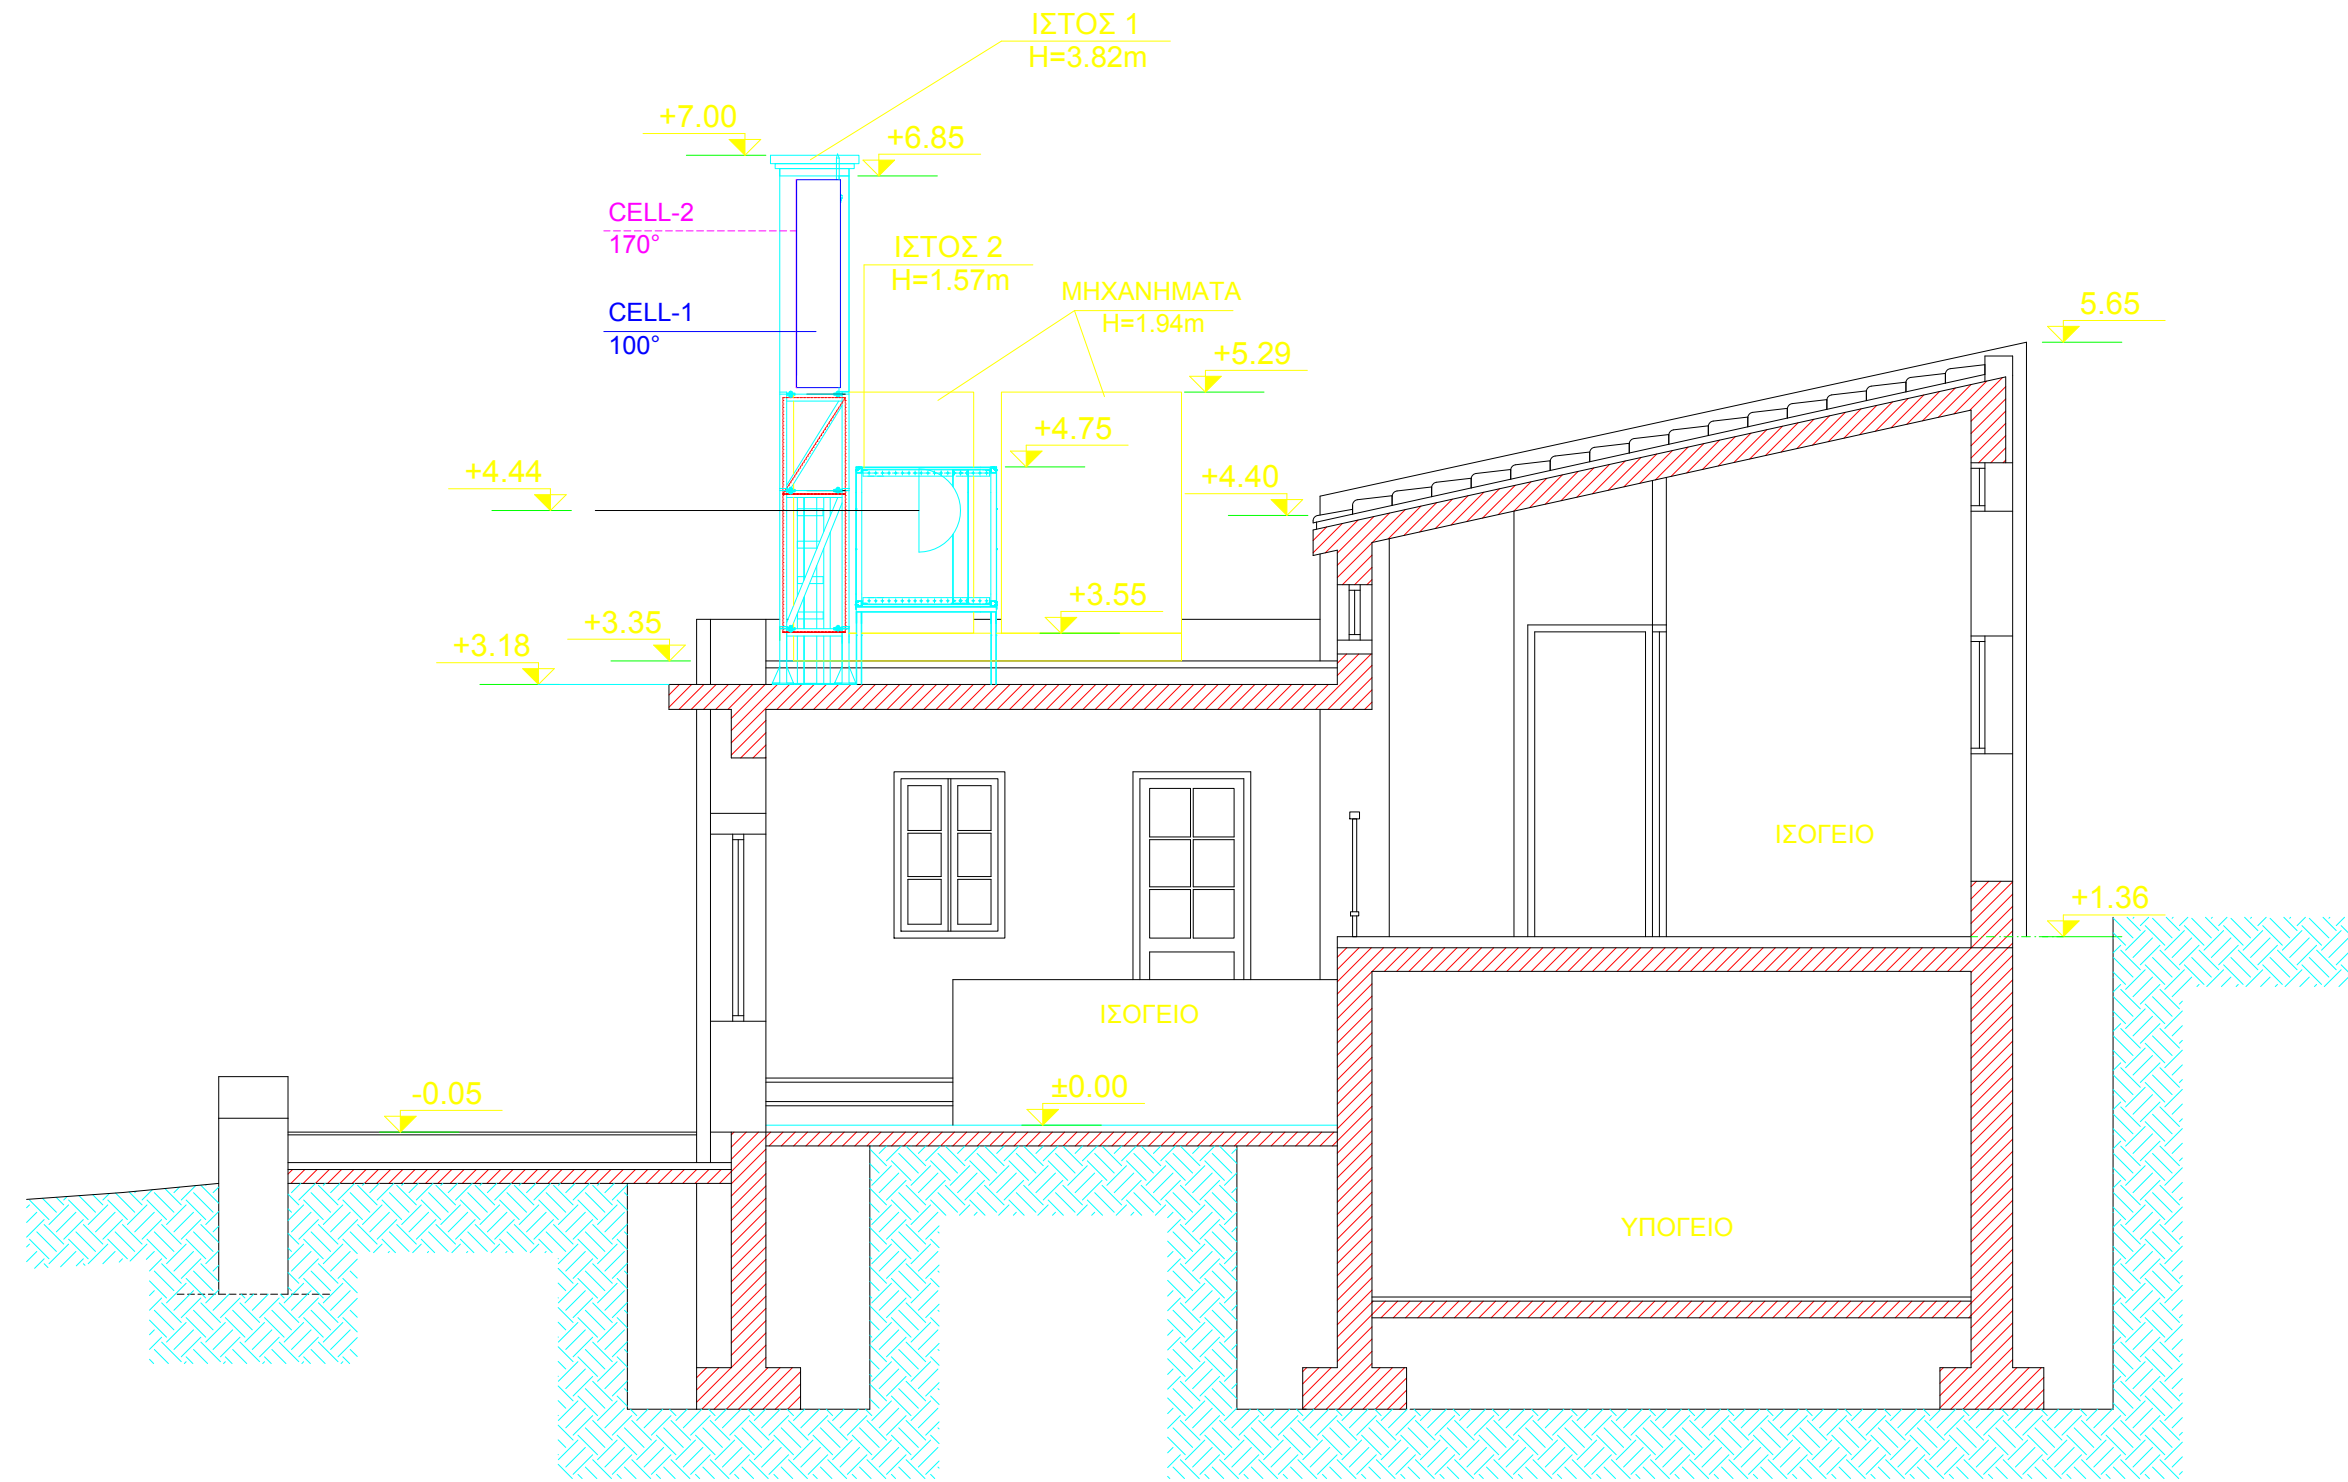 ΙΣΤΟΣ 1
H=3.82m
+7.00
+6.85
CELL-2
170°
ΙΣΤΟΣ 2
H=1.57m
ΜΗΧΑΝΗΜΑΤΑ
H=1.94m
CELL-1
100°
5.65
+5.29
+4.75
+4.44
+4.40
+3.55
+3.35
+3.18
ΙΣΟΓΕΙΟ
+1.36
ΙΣΟΓΕΙΟ
-0.05
±0.00
ΥΠΟΓΕΙΟ